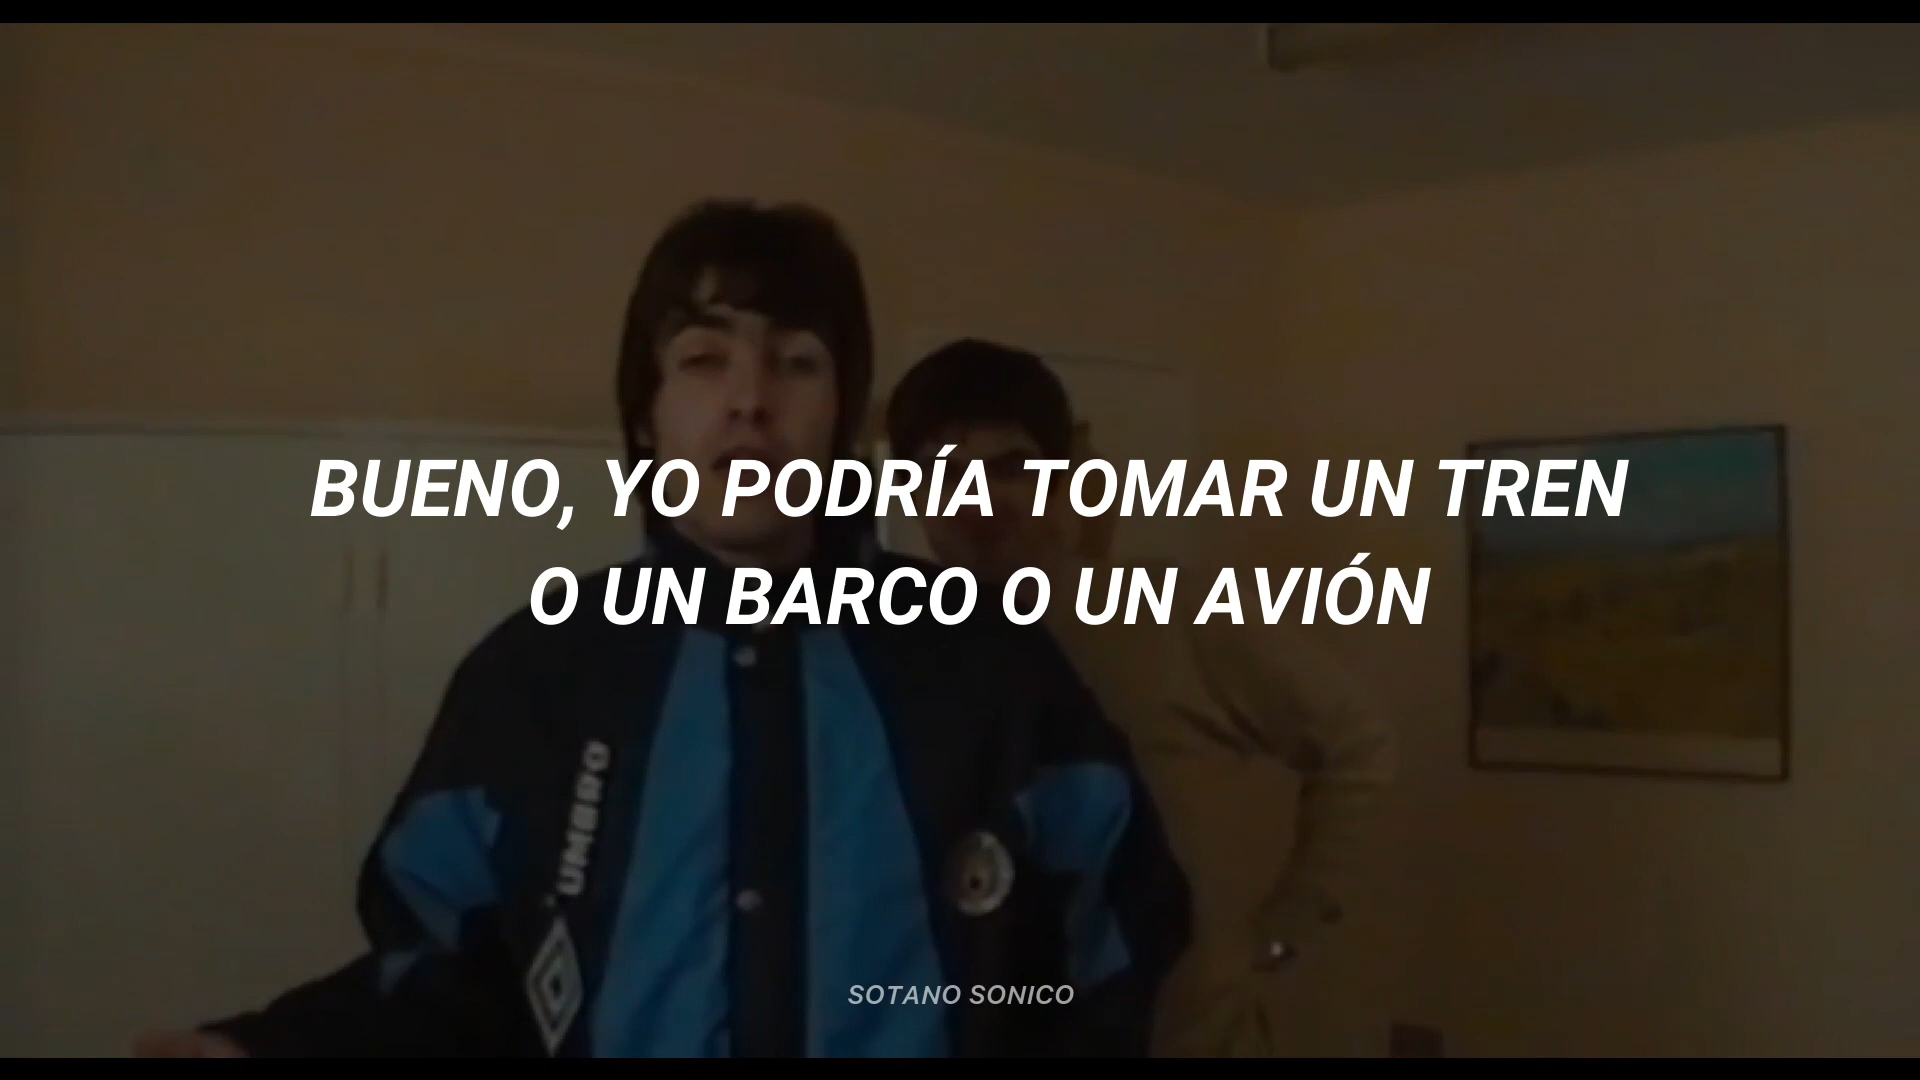 BUENO, YO PODRÍA TOMAR UN TREN
O UN BARCO O UN AVIÓN
UMBRO
SOTANO SONICO